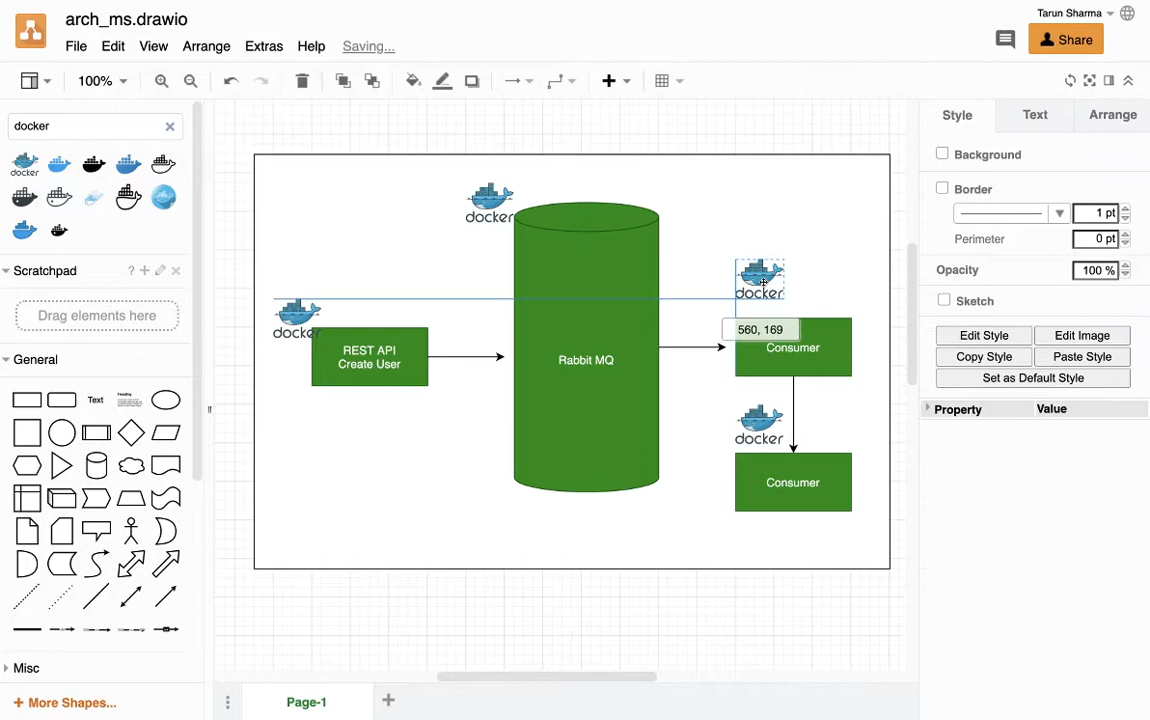 arch_ms.drawio
Tarun Sharma
File Edit View Arrange Extras Help Saving...
Share
100%
docker
Style Text Arrange
docker
Background
Border
1 pt
Perimeter 0 pt
Opacity 100 %
Sketch
Edit Style Edit Image
Copy Style Paste Style
Set as Default Style
Property Value
Scratchpad ?
Drag elements here
General
Text
Heading
Misc
+ More Shapes...
docker
docker
docker
560, 169
REST API
Create User
Rabbit MQ
Consumer
docker
Consumer
Page-1